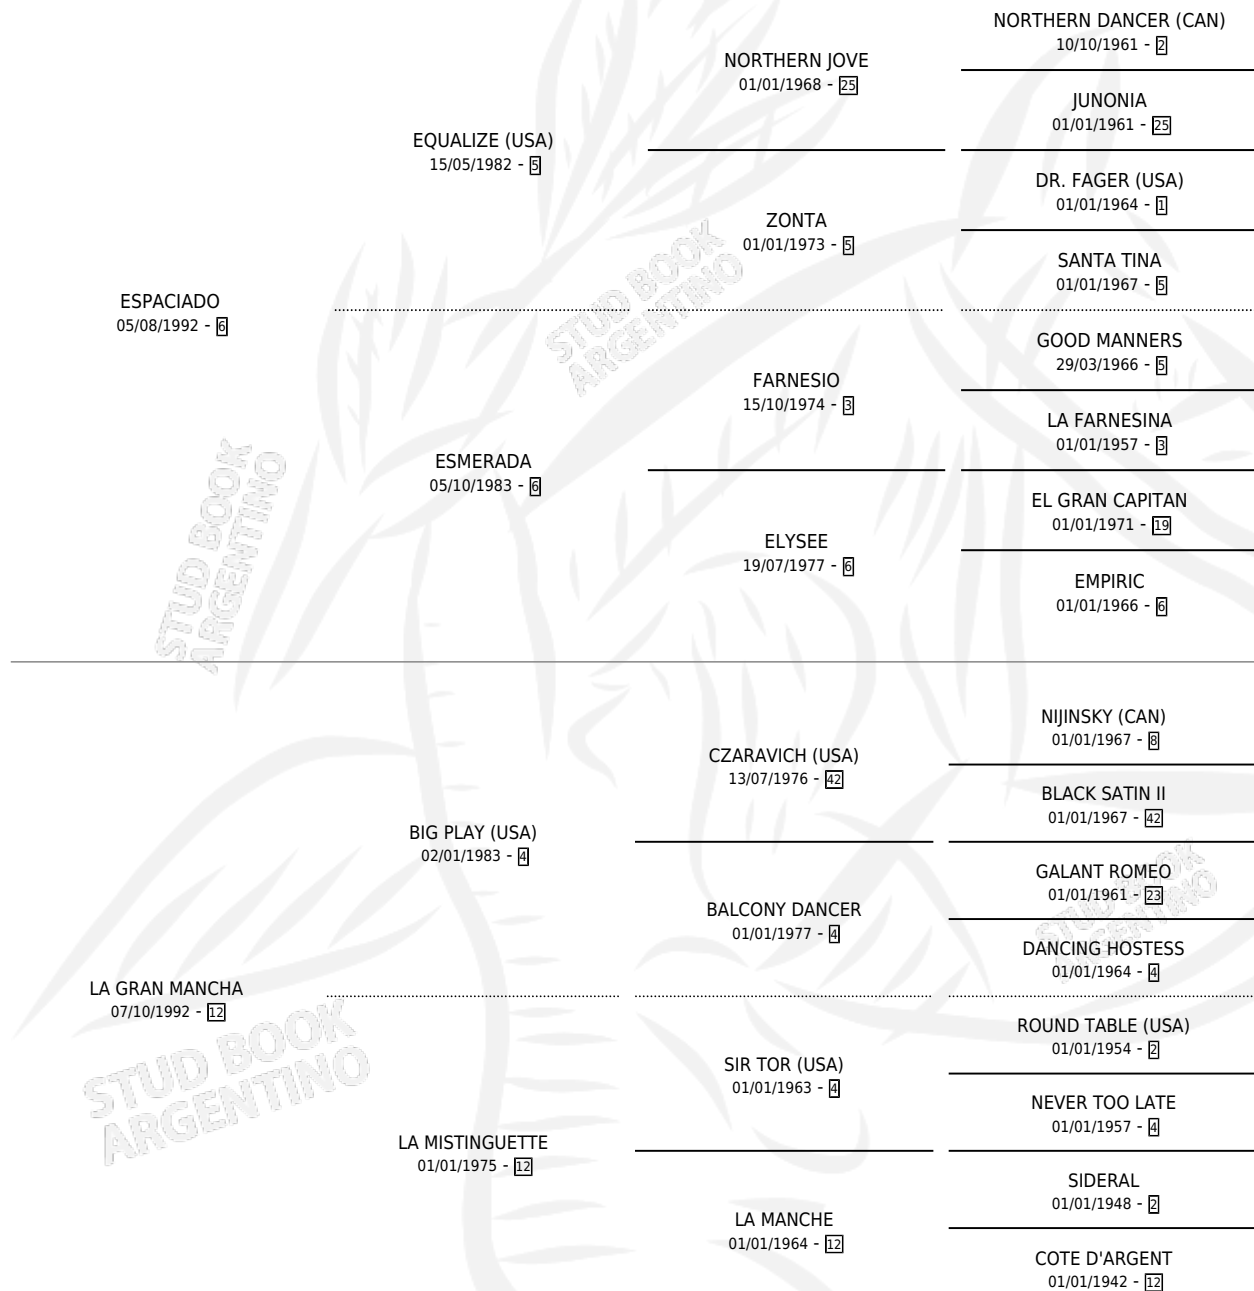 NORTHERN DANCER (CAN)
10/10/1961 - 2
NORTHERN JOVE
01/01/1968 - 25
JUNONIA
01/01/1961 - 25
EQUALIZE (USA)
15/05/1982 - 5
DR. FAGER (USA)
01/01/1964 - 1
ZONTA
01/01/1973 - 5
SANTA TINA
01/01/1967 - 5
ESPACIADO
05/08/1992 - 6
STUD BOOK
ARGENTINO
GOOD MANNERS
29/03/1966 - 5
FARNESIO
15/10/1974 - 3
LA FARNESINA
01/01/1957 - 3
ESMERADA
05/10/1983 - 6
EL GRAN CAPITAN
01/01/1971 - 19
ELYSEE
19/07/1977 - 6
EMPIRIC
01/01/1966 - 6
STUD BOOK
ARGENTINO
NIJINSKY (CAN)
01/01/1967 - 8
CZARAVICH (USA)
13/07/1976 - 42
BLACK SATIN II
01/01/1967 - 42
BIG PLAY (USA)
02/01/1983 - 4
GALANT ROMEO
01/01/1961 - 23
BALCONY DANCER
01/01/1977 - 4
STUD BOOK
ARGENTINO
DANCING HOSTESS
01/01/1964 - 4
LA GRAN MANCHA
07/10/1992 - 12
ROUND TABLE (USA)
01/01/1954 - 2
SIR TOR (USA)
01/01/1963 - 4
STUD BOOK
ARGENTINO
NEVER TOO LATE
01/01/1957 - 4
LA MISTINGUETTE
01/01/1975 - 12
SIDERAL
01/01/1948 - 2
LA MANCHE
01/01/1964 - 12
COTE D'ARGENT
01/01/1942 - 12